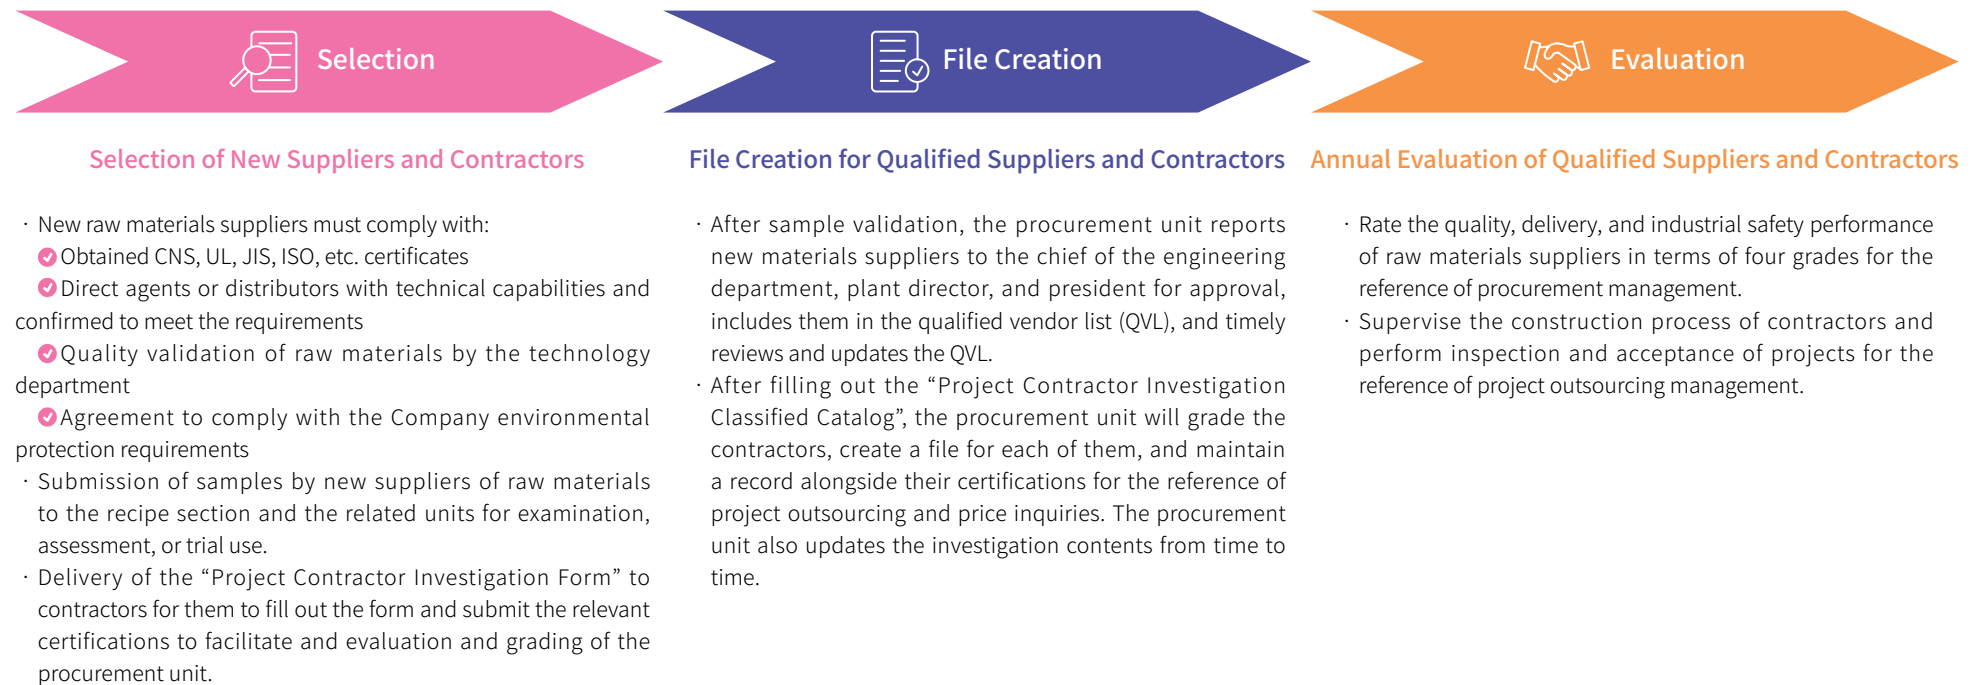 Selection
File Creation
Evaluation
Selection of New Suppliers and Contractors
· New raw materials suppliers must comply with:
Obtained CNS, UL, JIS, ISO, etc. certificates
Direct agents or distributors with technical capabilities and
confirmed to meet the requirements
Quality validation of raw materials by the technology
department
Agreement to comply with the Company environmental
protection requirements
· Submission of samples by new suppliers of raw materials
to the recipe section and the related units for examination,
assessment, or trial use.
· Delivery of the “Project Contractor Investigation Form” to
contractors for them to fill out the form and submit the relevant
certifications to facilitate and evaluation and grading of the
procurement unit.
File Creation for Qualified Suppliers and Contractors
· After sample validation, the procurement unit reports
new materials suppliers to the chief of the engineering
department, plant director, and president for approval,
includes them in the qualified vendor list (QVL), and timely
reviews and updates the QVL.
· After filling out the “Project Contractor Investigation
Classified Catalog”, the procurement unit will grade the
contractors, create a file for each of them, and maintain
a record alongside their certifications for the reference of
project outsourcing and price inquiries. The procurement
unit also updates the investigation contents from time to
time.
Annual Evaluation of Qualified Suppliers and Contractors
· Rate the quality, delivery, and industrial safety performance
of raw materials suppliers in terms of four grades for the
reference of procurement management.
· Supervise the construction process of contractors and
perform inspection and acceptance of projects for the
reference of project outsourcing management.